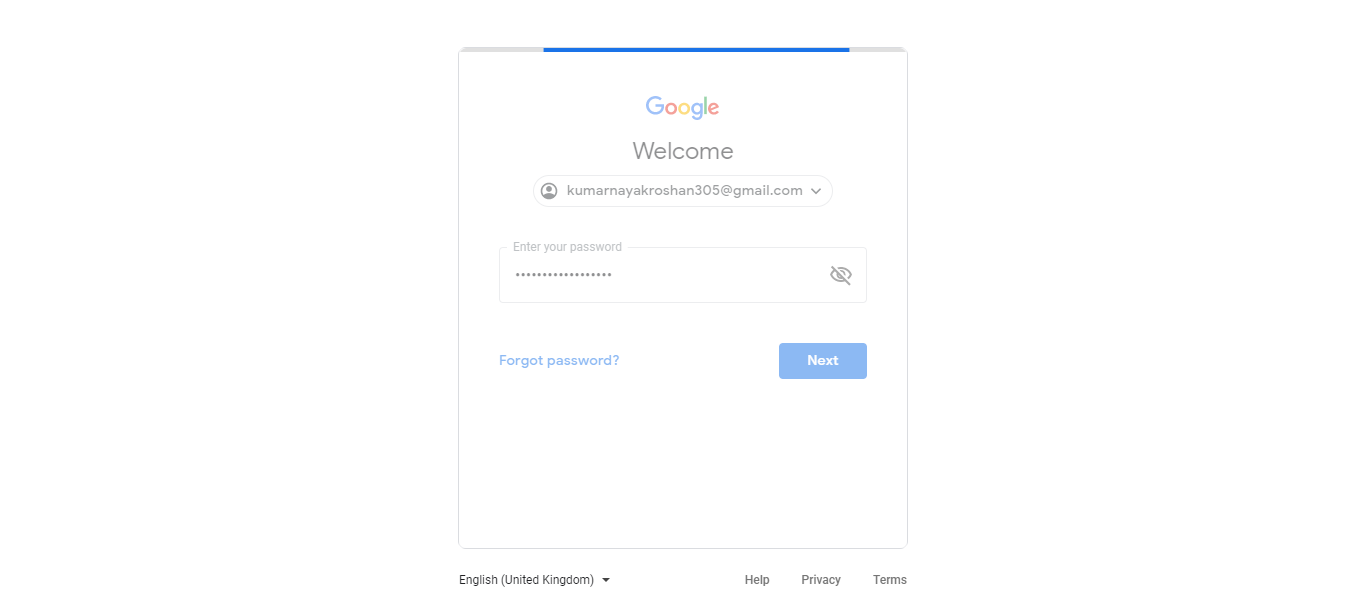 Google
Welcome
kumarnayakroshan305@gmail.com
Enter your password
••••••••••••••••••
Forgot password?
Next
English (United Kingdom)
Help
Privacy
Terms